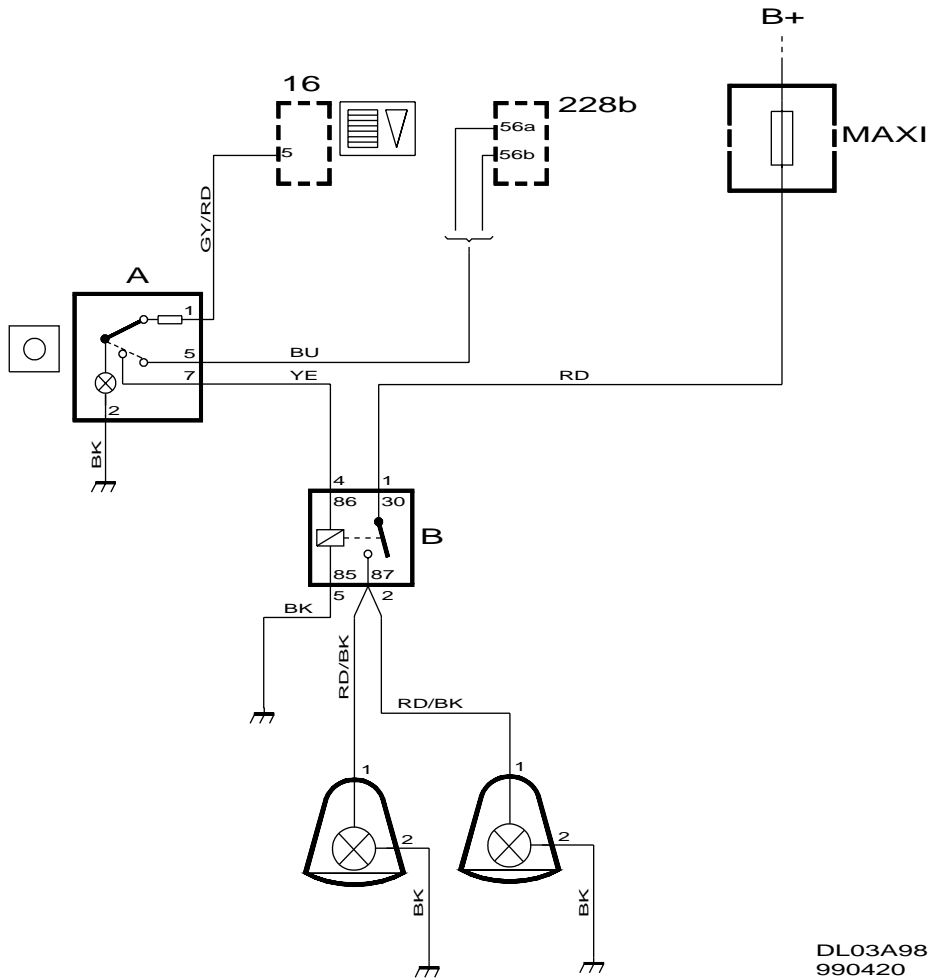 B+
16
228b
56a
MAXI
5
56b
GY/RD
A
1
5
BU
7
YE
RD
2
BK
4
1
86
30
B
85
87
5
2
BK
RD/BK
RD/BK
1
1
2
2
BK
BK
DL03A98
990420